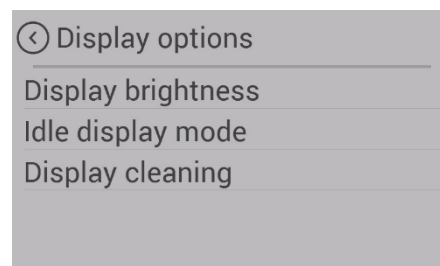 Display options
Display brightness
Idle display mode
Display cleaning